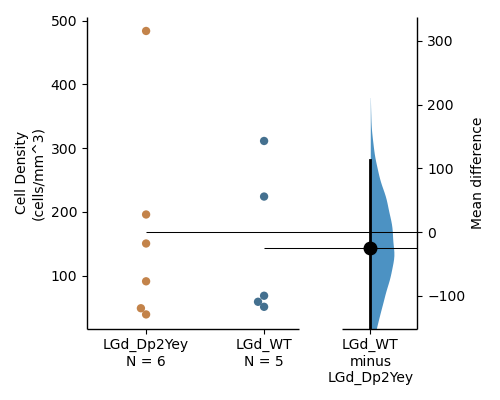 500
400
300
200
100
Cell Density
(cells/mm^3)
LGd_Dp2Yey
N = 6
LGd_WT
N = 5
300
200
100
0
−100
Mean difference
LGd_WT
minus
LGd_Dp2Yey